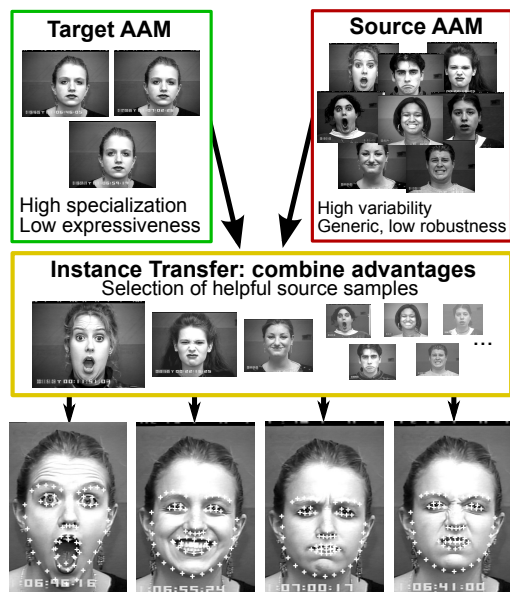 Target AAM
High specialization
Low expressiveness
Source AAM
High variability
Generic, low robustness
Instance Transfer: combine advantages
Selection of helpful source samples
...
:06:46:16
:06:55:24
:07:00:17
:06:41:00